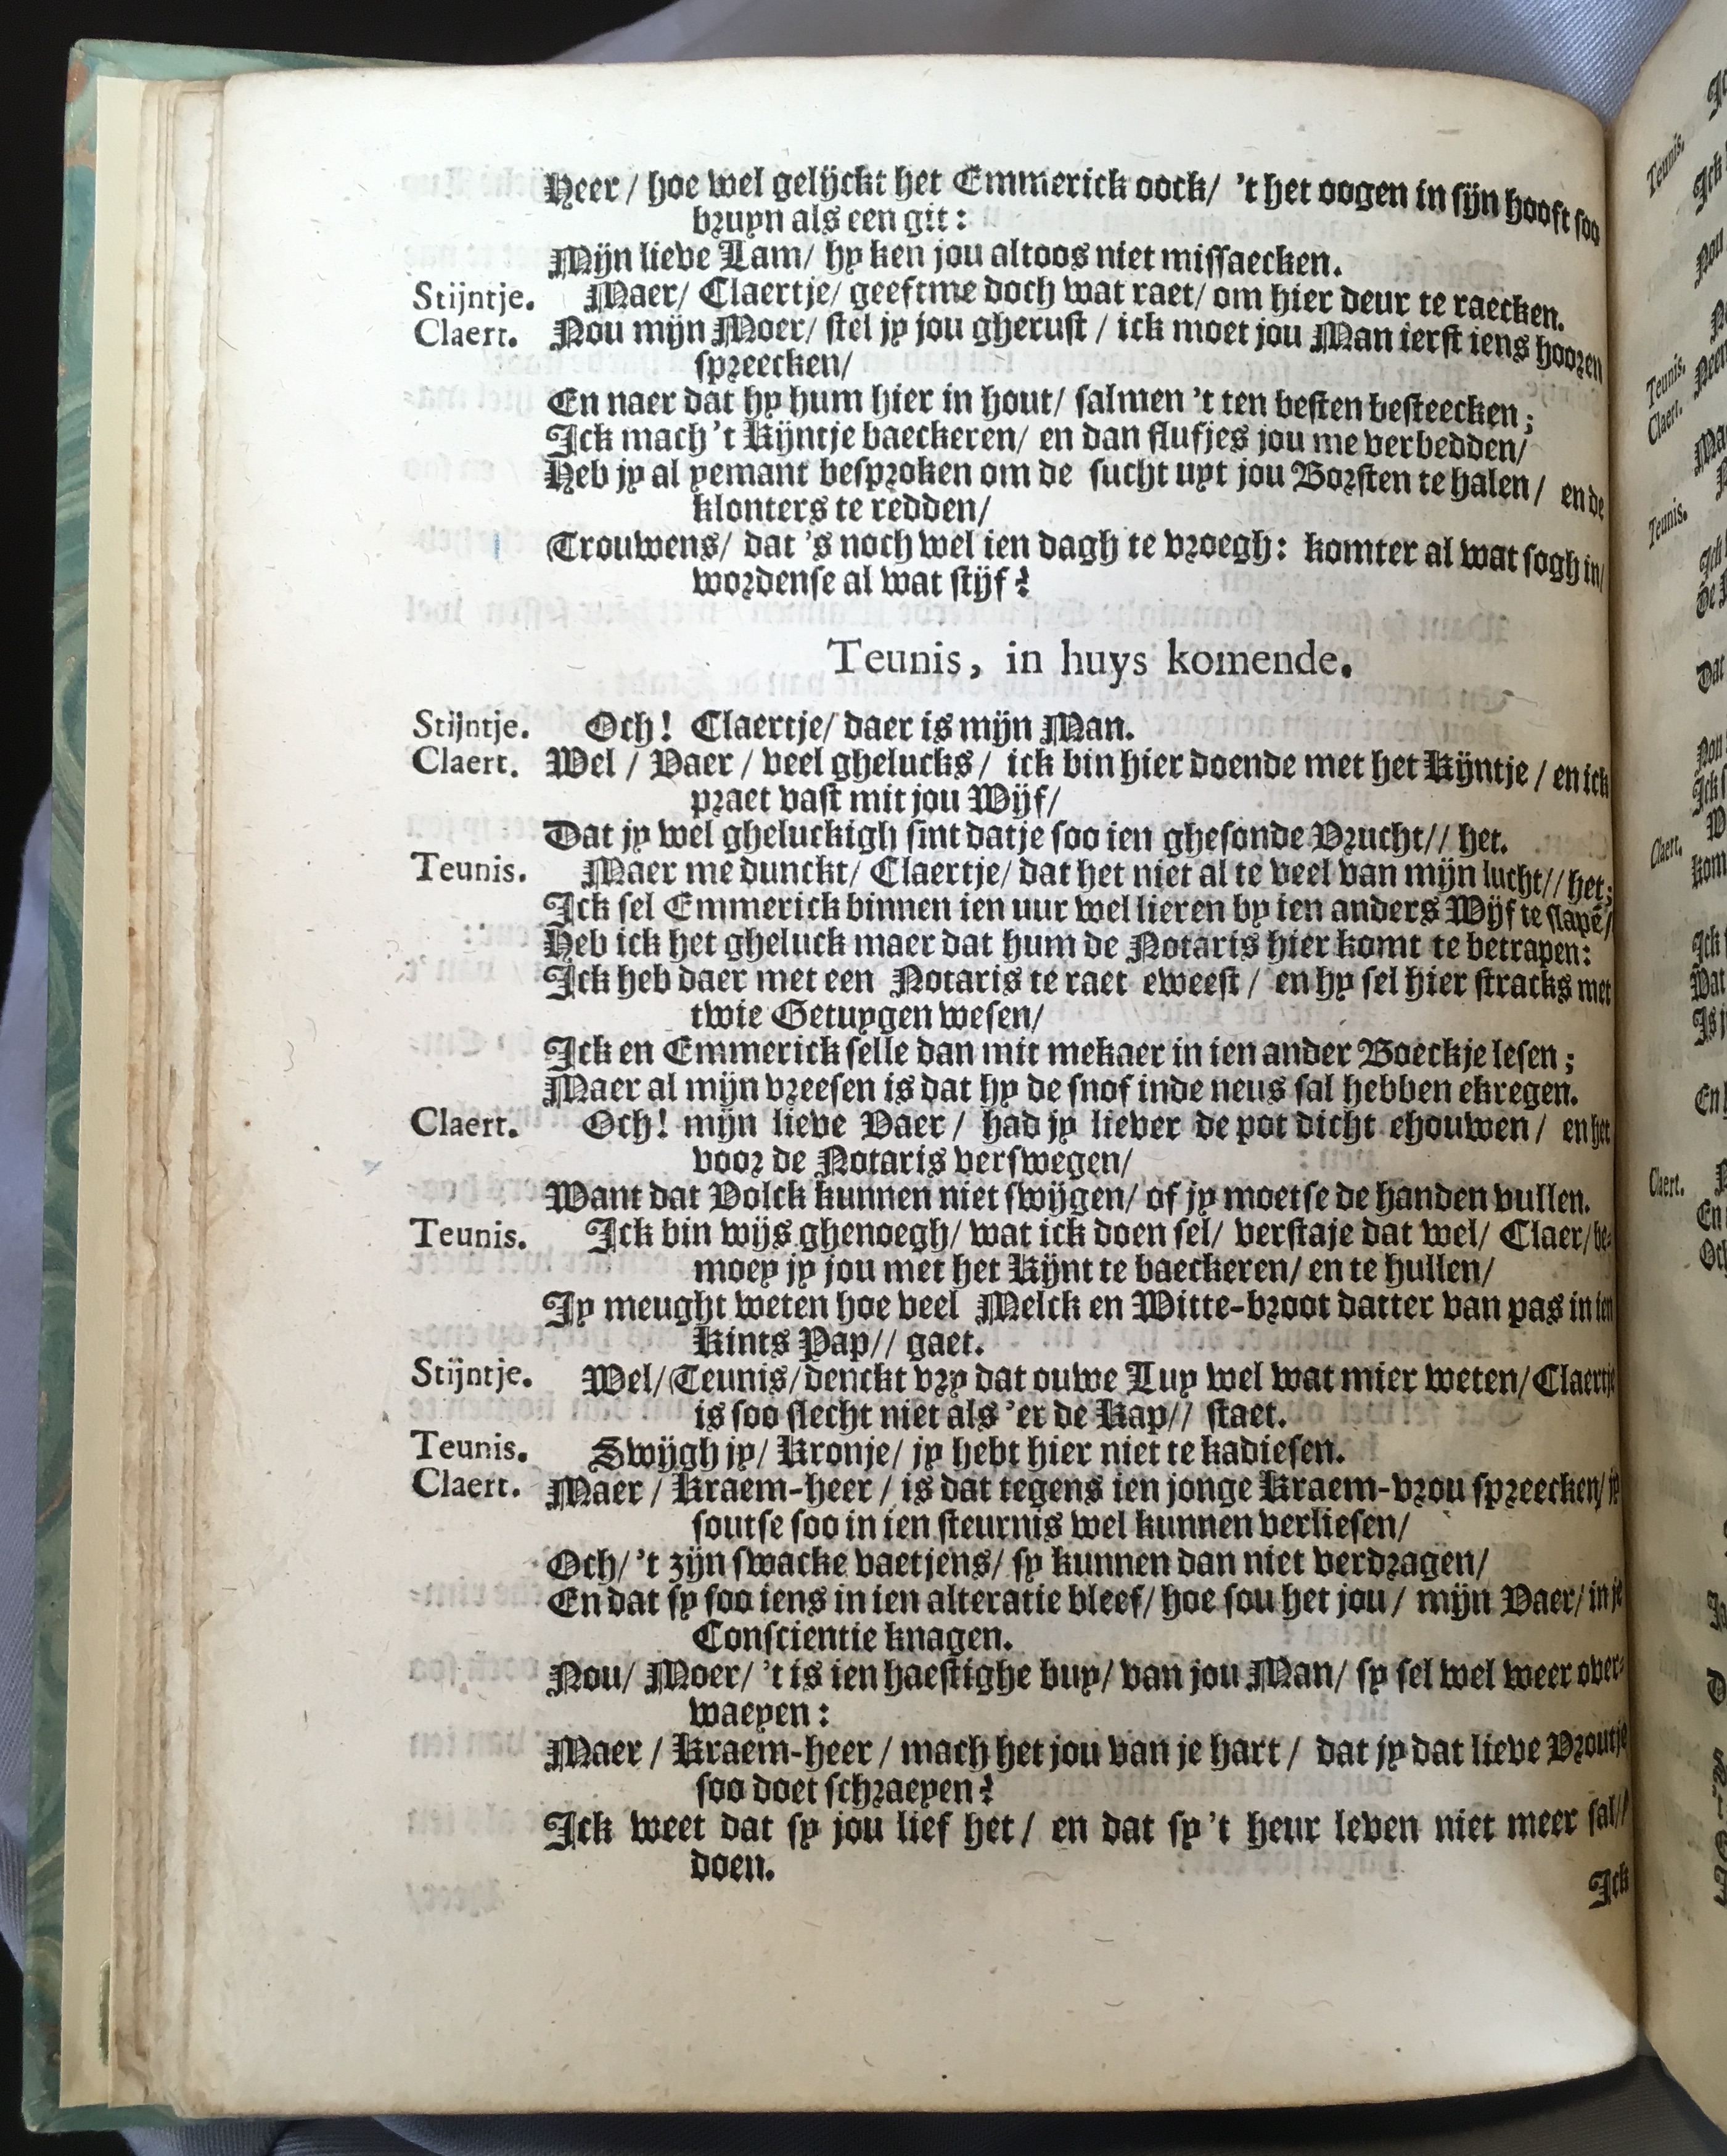 Heer / hoe wel gelijckt het Emmerick oock / 't het oogen in sijn hooft soo
bruyn als een git :
Mijn lieve Lam / hy ken jou altoos niet missaecken.
Stijntje. Maer / Claertje / geeftme doch wat raet / om hier deur te raecken.
Claert. Nou mijn Moer / stel jy jou gherust / ick moet jou Man ierst iens hooren
spreecken /
En naer dat hy hum hier in hout / salmen 't ten besten besteecken ;
Ick mach 't Kijntje baeckeren / en dan flusjes jou me verbedden /
Heb jy al yemant besproken om de sucht uyt jou Borsten te halen / en de
klonters te redden /
Trouwens / dat 's noch wel ien dagh te vroegh : komter al wat sogh in /
wordense al wat stijf ?
Teunis, in huys komende.
Stijntje. Och ! Claertje / daer is mijn Man.
Claert. Wel / Vaer / veel ghelucks / ick bin hier doende met het Kijntje / en ick
praet vast mit jou Wijf /
Dat jy wel gheluckigh sint datje soo ien ghesonde Vrucht // het.
Teunis. Maer me dunckt / Claertje / dat het niet al te veel van mijn lucht // het ;
Ick sel Emmerick binnen ien uur wel lieren by ien anders Wijf te slapē /
Heb ick het gheluck maer dat hum de Notaris hier komt te betrapen :
Ick heb daer met een Notaris te raet eweest / en hy sel hier stracks met
twie Getuygen wesen /
Ick en Emmerick selle dan mit mekaer in ien ander Boeckje lesen ;
Maer al mijn vreesen is dat hy de snof inde neus sal hebben ekregen.
Claert. Och ! mijn lieve Vaer / had jy liever de pot dicht ehouwen / en het
voor de Notaris verswegen /
Want dat Volck kunnen niet swijgen / of jy moetse de handen vullen.
Teunis. Ick bin wijs ghenoegh / wat ick doen sel / verstaje dat wel / Claer / be-
moey jy jou met het Kijnt te baeckeren / en te hullen /
Jy meught weten hoe veel Melck en Witte-broot datter van pas in ien
Kints Pap // gaet.
Stijntje. Wel / Teunis / denckt vry dat ouwe Luy wel wat mier weten / Claertje
is soo slecht niet als 'er de Kap // staet.
Teunis. Swijgh jy / Kronje / jy hebt hier niet te kadiesen.
Claert. Maer / Kraem-heer / is dat tegens ien jonge Kraem-vrou spreecken / je
soutse soo in ien steurnis wel kunnen verliesen /
Och / 't zijn swacke vaetjens / sy kunnen dan niet verdragen /
En dat sy soo iens in ien alteratie bleef / hoe sou het jou / mijn Vaer / in je
Conscientie knagen.
Nou / Moer / 't is ien haestighe buy / van jou Man / sy sel wel weer over-
waeyen :
Maer / Kraem-heer / mach het jou van je hart / dat jy dat lieve Vroutje
soo doet schraeyen ?
Ick weet dat sy jou lief het / en dat sy 't heur leven niet meer sal //
doen.
Ick